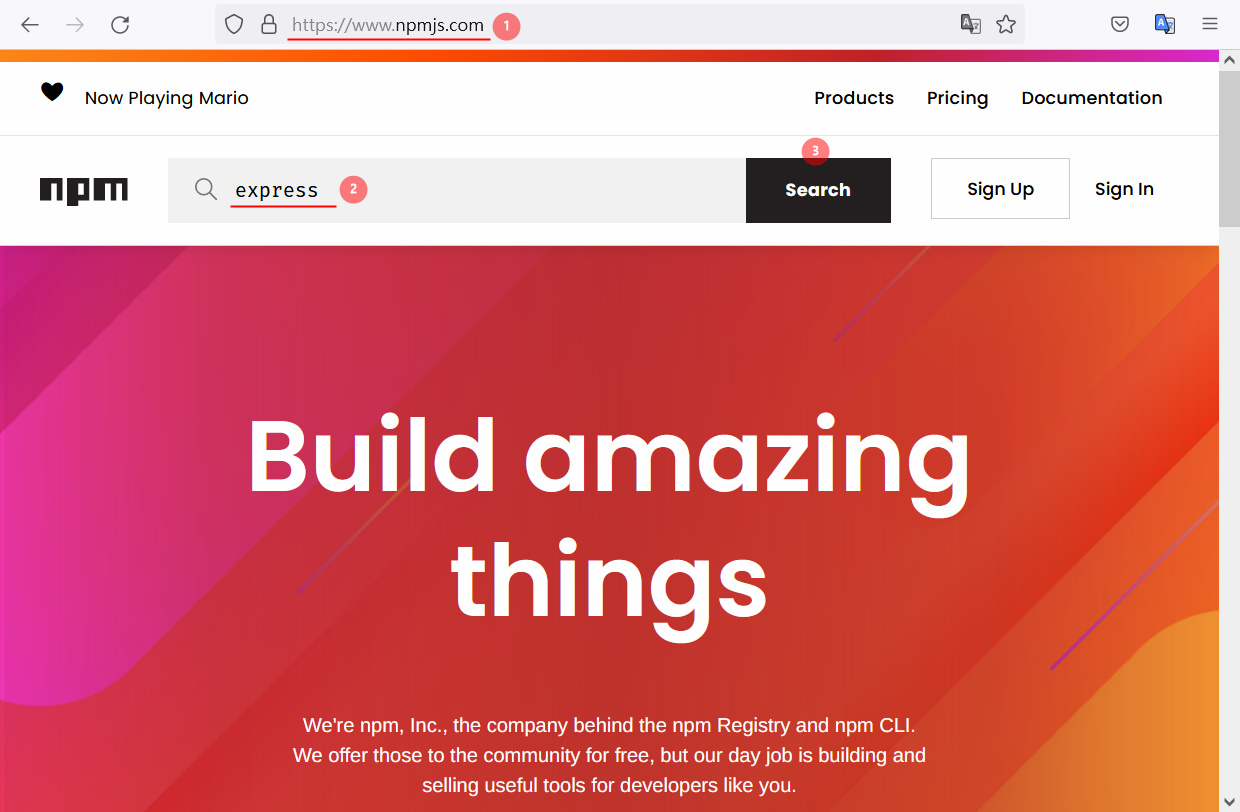 https://www.npmjs.com 1
Now Playing Mario
Products Pricing Documentation
3
npm
express 2
Search
Sign Up
Sign In
Build amazing
things
We're npm, Inc., the company behind the npm Registry and npm CLI.
We offer those to the community for free, but our day job is building and
selling useful tools for developers like you.